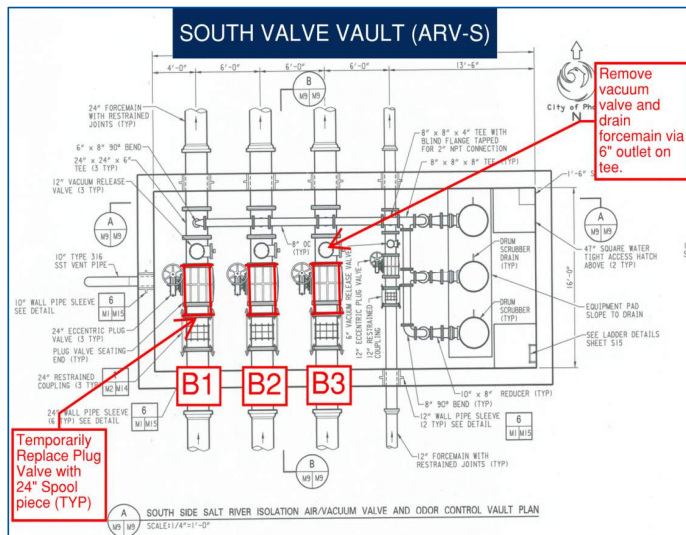 SOUTH VALVE VAULT (ARV-S)
4'-0"
6'-0"
6'-0"
6'-0"
13'-6"
B
M9 M9
24" FORCEMAIN
WITH RESTRAINED
JOINTS (TYP)
6" x 8" 90° BEND
24" x 24" x 6"
TEE (3 TYP)
12" VACUUM RELEASE
VALVE (3 TYP)
A
M9 M9
10" TYPE 316
SST VENT PIPE
10" WALL PIPE SLEEVE
SEE DETAIL
6
M1 M15
24" ECCENTRIC PLUG
VALVE (3 TYP)
PLUG VALVE SEATING
END (TYP)
24" RESTRAINED
COUPLING (3 TYP)
M2 M14
24" WALL PIPE SLEEVE
(6 TYP) SEE DETAIL
6
M1 M15
Temporarily
Replace Plug
Valve with
24" Spool
piece (TYP)
B1
B2
B3
8" OC
(TYP)
6" VACUUM RELEASE VALVE
12" ECCENTRIC PLUG VALVE
12" RESTRAINED
COUPLING
8" x 8" x 4" TEE WITH
BLIND FLANGE TAPPED
FOR 2" NPT CONNECTION
8" x 8" x 8" TEE (TYP)
City of Pho
N
Remove
vacuum
valve and
drain
forcemain via
6" outlet on
tee.
1'-6" S
A
M9 M9
47" SQUARE WATER
TIGHT ACCESS HATCH
ABOVE (2 TYP)
16'-0"
DRUM
SCRUBBER
DRAIN (TYP)
EQUIPMENT PAD
SLOPE TO DRAIN
DRUM
SCRUBBER
(TYP)
SEE LADDER DETAILS
SHEET S15
10" x 8" REDUCER (TYP)
8" 90° BEND (TYP)
12" WALL PIPE SLEEVE
(2 TYP) SEE DETAIL
6
M1 M15
12" FORCEMAIN WITH
RESTRAINED JOINTS (TYP)
B
M9 M9
A
M9 M9
SOUTH SIDE SALT RIVER ISOLATION AIR/VACUUM VALVE AND ODOR CONTROL VAULT PLAN
SCALE:1/4"=1'-0"